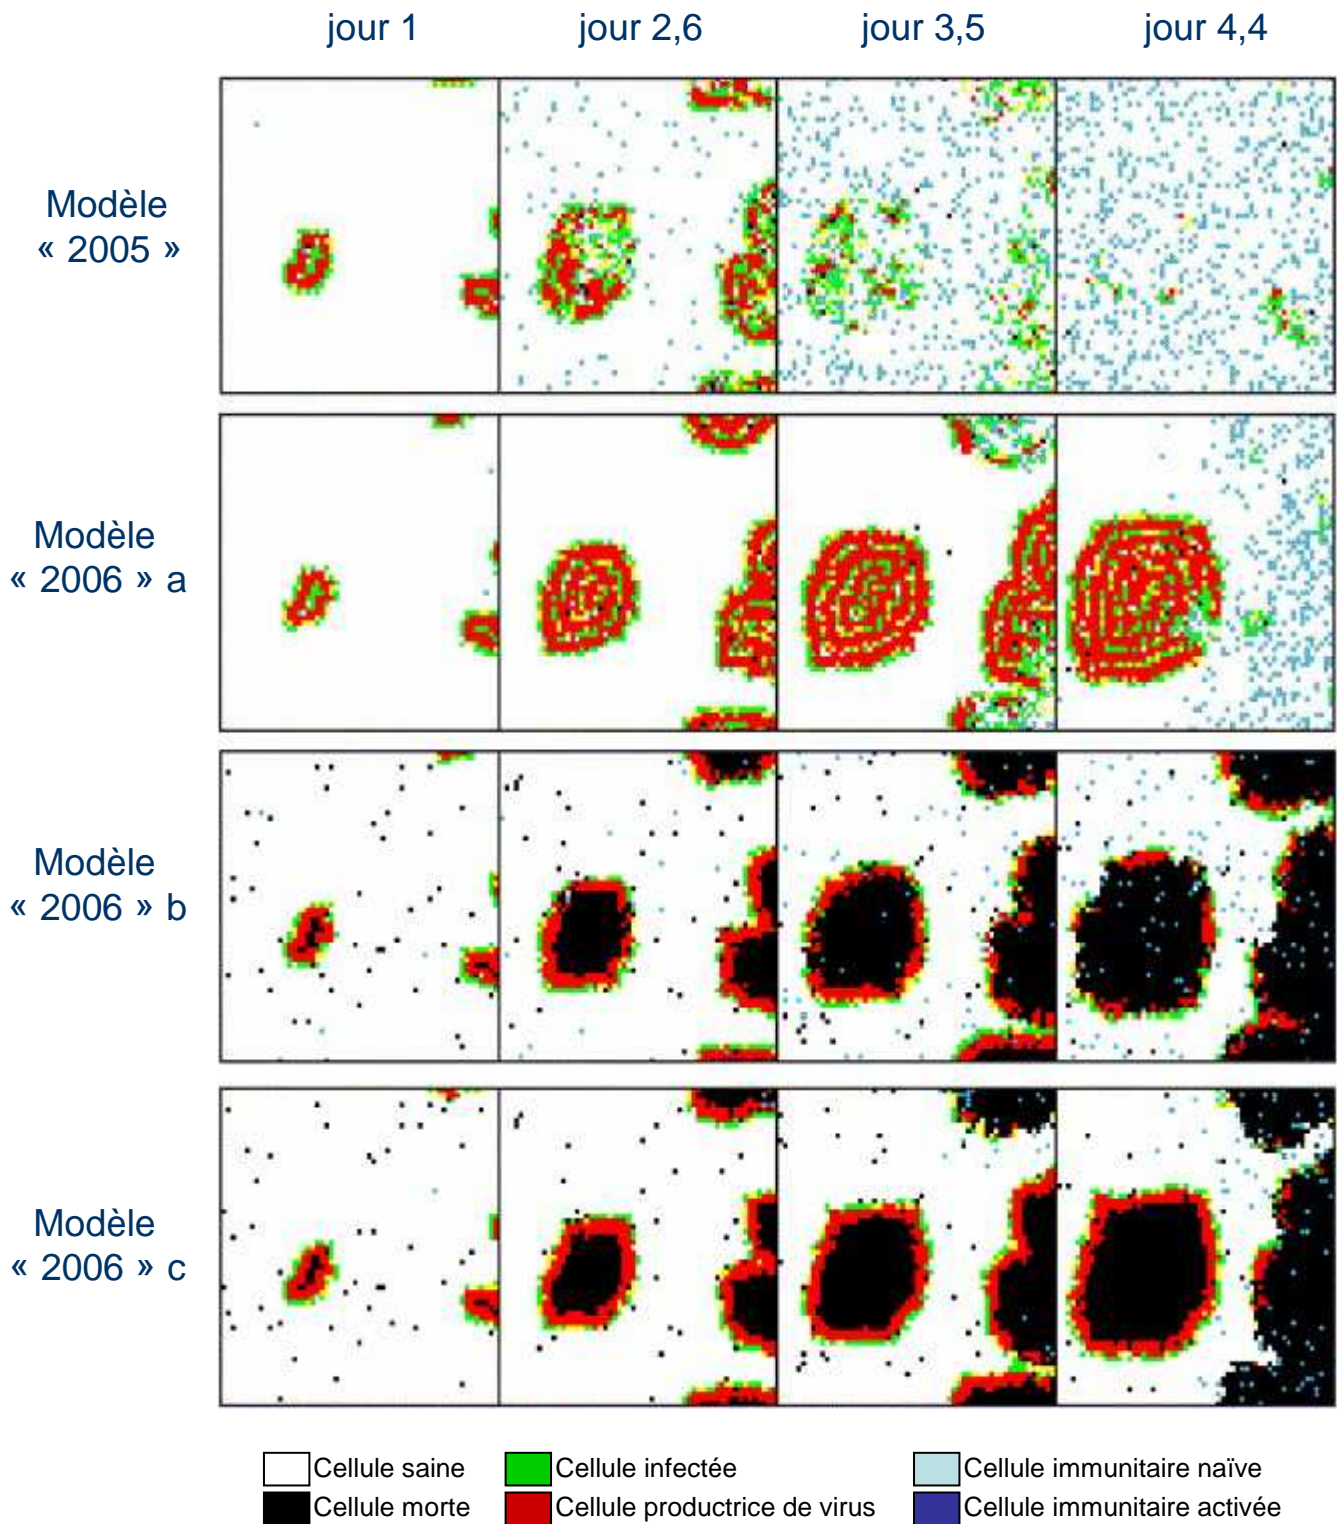 jour 1 jour 2,6 jour 3,5 jour 4,4
Modèle
« 2005 »
Modèle
« 2006 » a
Modèle
« 2006 » b
Modèle
« 2006 » c
Cellule saine Cellule infectée Cellule immunitaire naïve
Cellule morte Cellule productrice de virus Cellule immunitaire activée